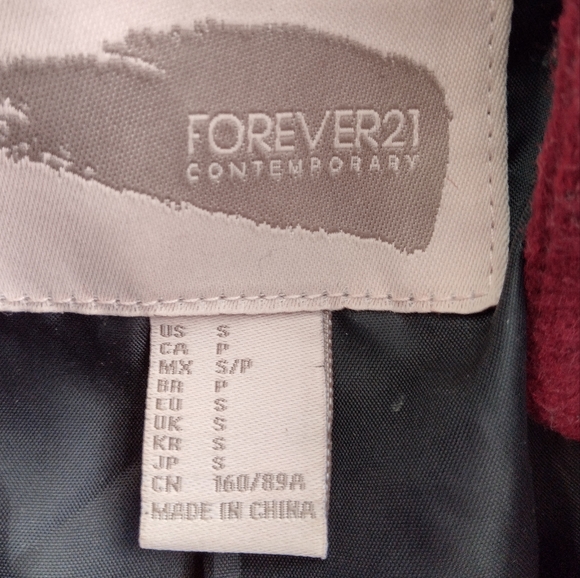 FOREVER21
CONTEMPORARY
US S
CA P
MX S/P
BR P
EU S
UK S
KR S
JP S
CN 160/89A
MADE IN CHINA